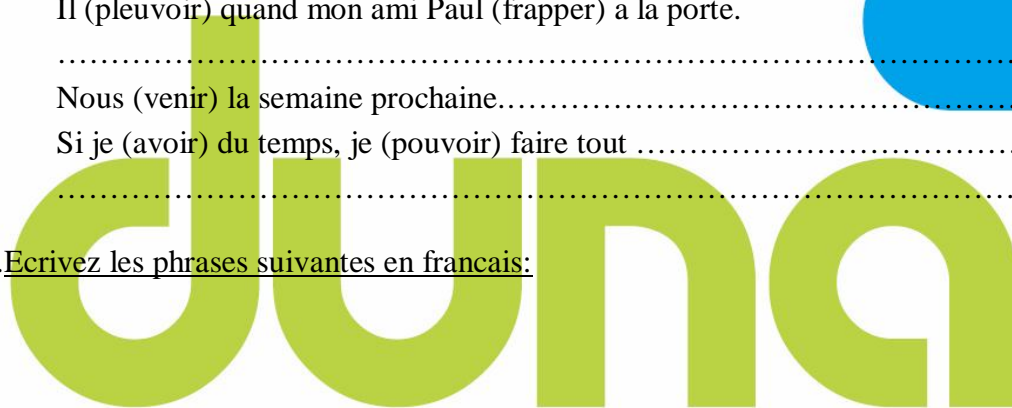 Il (pleuvoir) quand mon ami Paul (frapper) a la porte.
……………………………………………………………………………
Nous (venir) la semaine prochaine.……………………………………
Si je (avoir) du temps, je (pouvoir) faire tout ………………………
……………………………………………………………………………
.Ecrivez les phrases suivantes en francais: